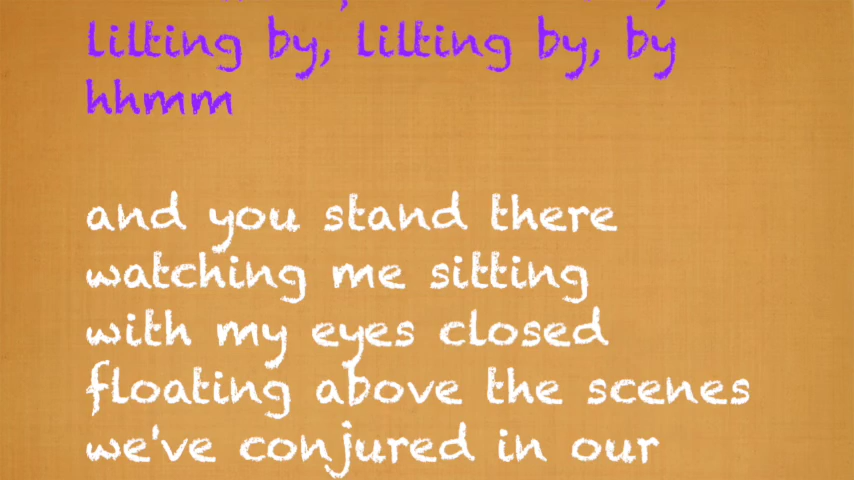 lilting by, lilting by, by
hhmm
and you stand there
watching me sitting
with my eyes closed
floating above the scenes
we've conjured in our